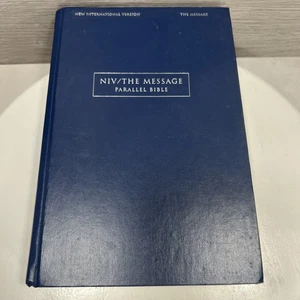 NEW INTERNATIONAL VERSION THE MESSAGE
NIV/THE MESSAGE
PARALLEL BIBLE